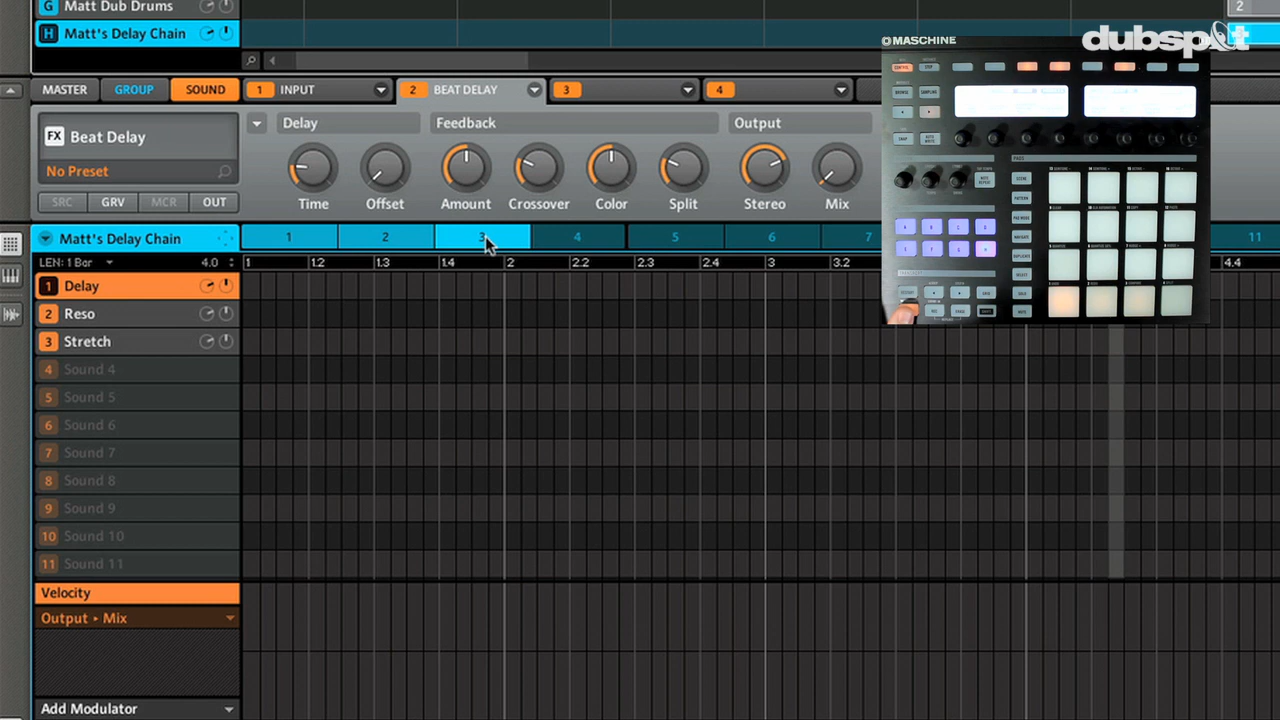 G Matt Dub Drums
2
H Matt's Delay Chain
dubspot
MASCHINE
MASTER GROUP SOUND 1 INPUT 2 BEAT DELAY 3 4
FX Beat Delay
Delay Feedback Output
No Preset
SRC GRV MCR OUT
Time Offset Amount Crossover Color Split Stereo Mix
Matt's Delay Chain 1 2 3 4 5 6 7 11
LEN: 1 Bar 4.0 1 1.2 1.3 1.4 2 2.2 2.3 2.4 3 3.2 4.4
1 Delay
2 Reso
3 Stretch
4 Sound 4
5 Sound 5
6 Sound 6
7 Sound 7
8 Sound 8
9 Sound 9
10 Sound 10
11 Sound 11
Velocity
Output ▸ Mix
Add Modulator